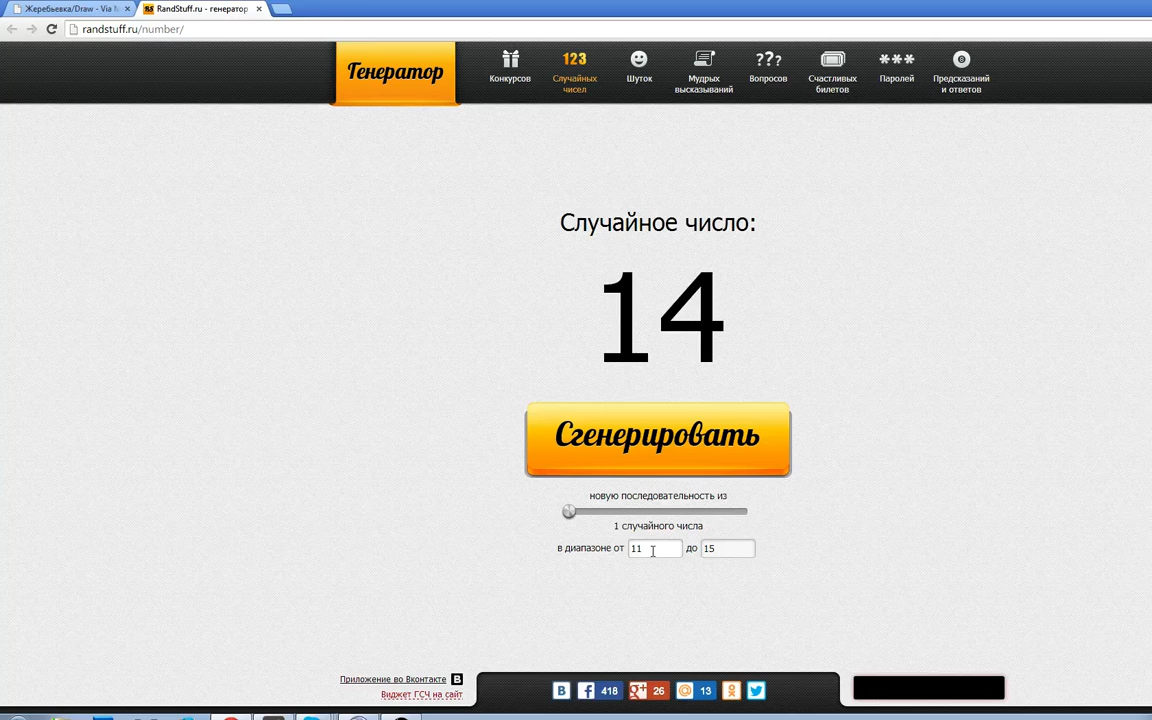 Жеребьевка/Draw - Via
RandStuff.ru - генератор
randstuff.ru/number/
Генератор
Конкурсов
123
Случайных
чисел
Шуток
Мудрых
высказываний
???
Вопросов
Счастливых
билетов
***
Паролей
Предсказаний
и ответов
Случайное число:
14
Сгенерировать
новую последовательность из
1 случайного числа
в диапазоне от 11 до 15
Приложение во Вконтакте B
Виджет ГСЧ на сайт
B f 418 g+ 26 @ 13